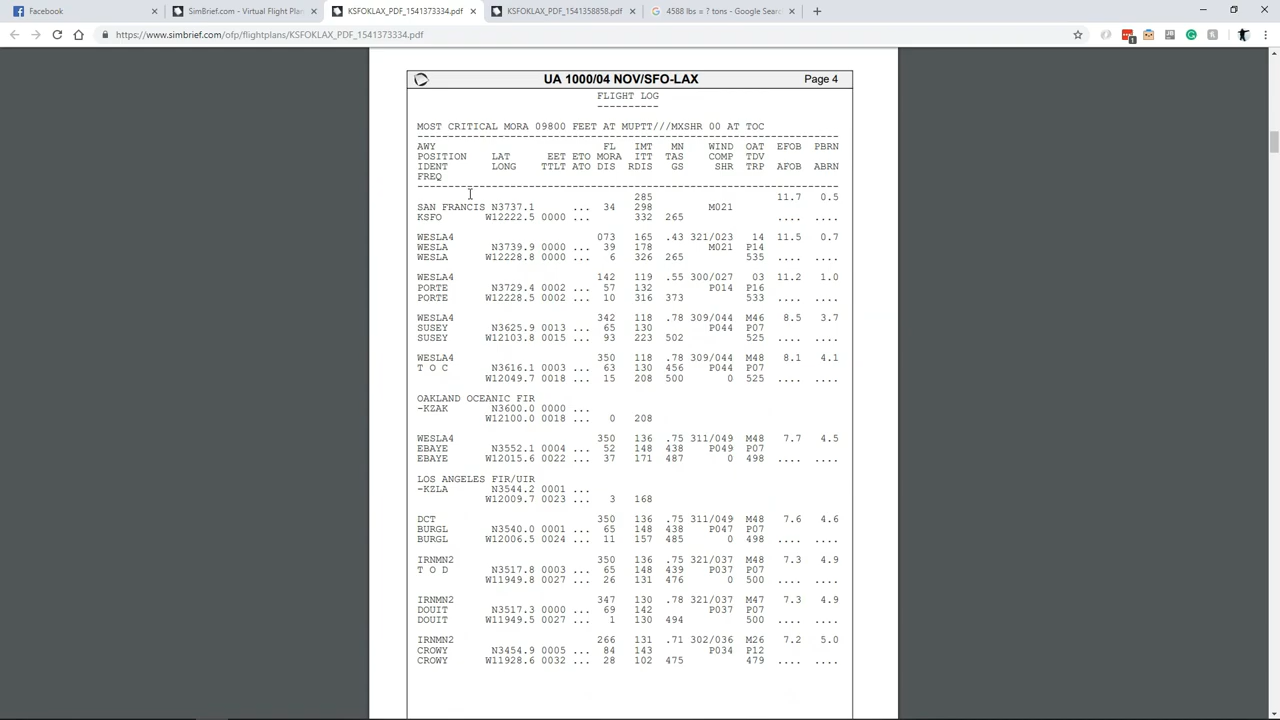 Facebook
SimBrief.com - Virtual Flight Plan
KSFOKLAX_PDF_1541373334.pdf
KSFOKLAX_PDF_1541358858.pdf
4588 lbs = ? tons - Google Search
https://www.simbrief.com/ofp/flightplans/KSFOKLAX_PDF_1541373334.pdf
UA 1000/04 NOV/SFO-LAX Page 4
FLIGHT LOG
----------
MOST CRITICAL MORA 09800 FEET AT MUPTT///MXSHR 00 AT TOC
AWY FL IMT MN WIND OAT EFOB PBRN
POSITION LAT EET ETO MORA ITT TAS COMP TDV
IDENT LONG TTLT ATO DIS RDIS GS SHR TRP AFOB ABRN
FREQ
285 11.7 0.5
SAN FRANCIS N3737.1 ... 34 298 M021
KSFO W12222.5 0000 ... 332 265 .... ....
WESLA4 073 165 .43 321/023 14 11.5 0.7
WESLA N3739.9 0000 ... 39 178 M021 P14
WESLA W12228.8 0000 ... 6 326 265 535 .... ....
WESLA4 142 119 .55 300/027 03 11.2 1.0
PORTE N3729.4 0002 ... 57 132 P014 P16
PORTE W12228.5 0002 ... 10 316 373 533 .... ....
WESLA4 342 118 .78 309/044 M46 8.5 3.7
SUSEY N3625.9 0013 ... 65 130 P044 P07
SUSEY W12103.8 0015 ... 93 223 502 525 .... ....
WESLA4 350 118 .78 309/044 M48 8.1 4.1
T O C N3616.1 0003 ... 63 130 456 P044 P07
W12049.7 0018 ... 15 208 500 0 525 .... ....
OAKLAND OCEANIC FIR
-KZAK N3600.0 0000 ...
W12100.0 0018 ... 0 208
WESLA4 350 136 .75 311/049 M48 7.7 4.5
EBAYE N3552.1 0004 ... 52 148 438 P049 P07
EBAYE W12015.6 0022 ... 37 171 487 0 498 .... ....
LOS ANGELES FIR/UIR
-KZLA N3544.2 0001 ...
W12009.7 0023 ... 3 168
DCT 350 136 .75 311/049 M48 7.6 4.6
BURGL N3540.0 0001 ... 65 148 438 P047 P07
BURGL W12006.5 0024 ... 11 157 485 0 498 .... ....
IRNMN2 350 136 .75 321/037 M48 7.3 4.9
T O D N3517.8 0003 ... 65 148 439 P037 P07
W11949.8 0027 ... 26 131 476 0 500 .... ....
IRNMN2 347 130 .78 321/037 M47 7.3 4.9
DOUIT N3517.3 0000 ... 69 142 P037 P07
DOUIT W11949.5 0027 ... 1 130 494 500 .... ....
IRNMN2 266 131 .71 302/036 M26 7.2 5.0
CROWY N3454.9 0005 ... 84 143 P034 P12
CROWY W11928.6 0032 ... 28 102 475 479 .... ....